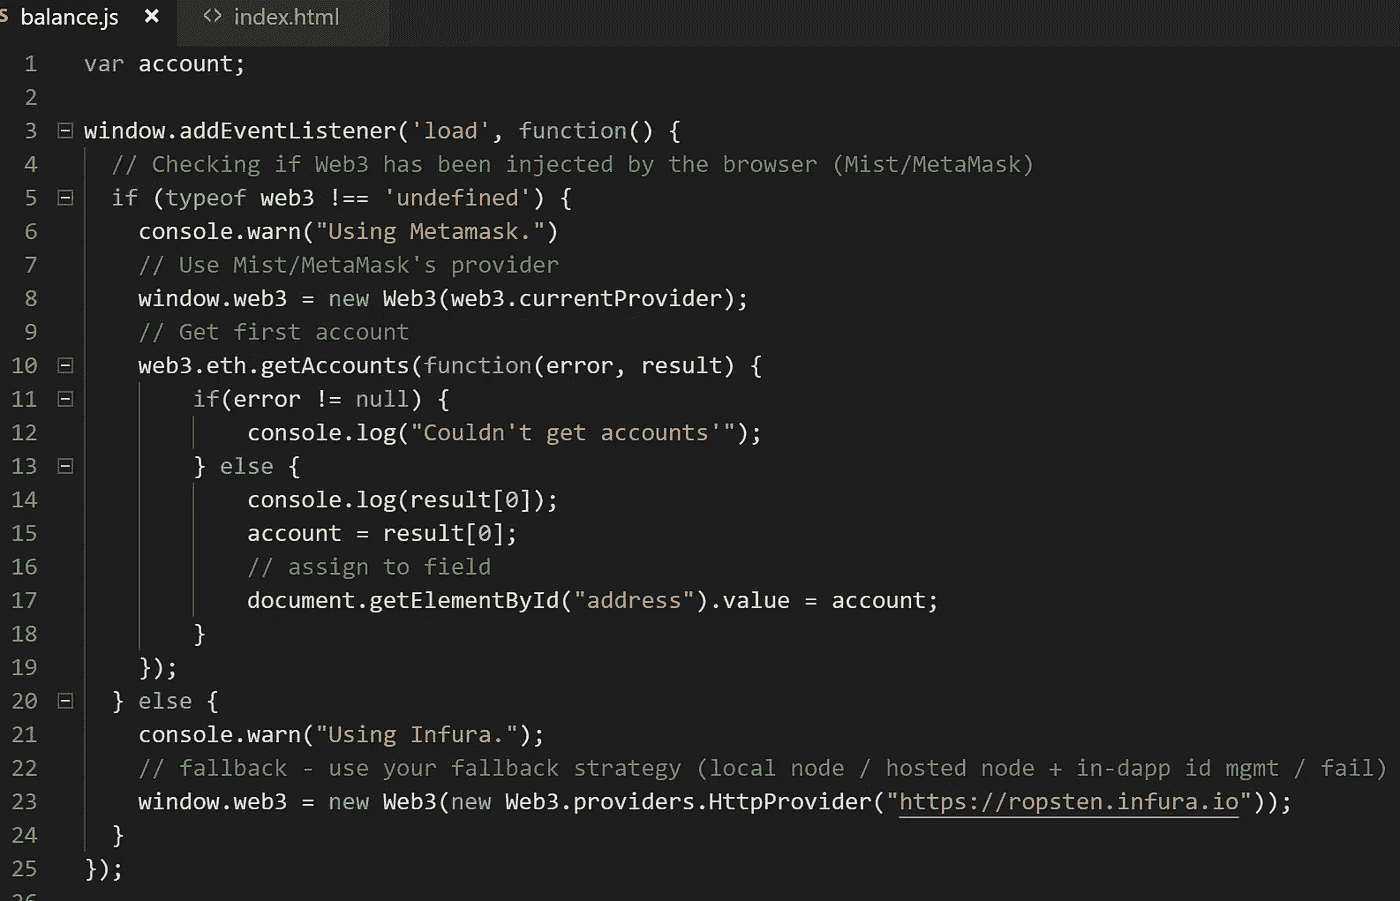 balance.js × <> index.html
1 var account;
2
3 window.addEventListener('load', function() {
4 // Checking if Web3 has been injected by the browser (Mist/MetaMask)
5 if (typeof web3 !== 'undefined') {
6 console.warn("Using Metamask.")
7 // Use Mist/MetaMask's provider
8 window.web3 = new Web3(web3.currentProvider);
9 // Get first account
10 web3.eth.getAccounts(function(error, result) {
11 if(error != null) {
12 console.log("Couldn't get accounts'");
13 } else {
14 console.log(result[0]);
15 account = result[0];
16 // assign to field
17 document.getElementById("address").value = account;
18 }
19 });
20 } else {
21 console.warn("Using Infura.");
22 // fallback - use your fallback strategy (local node / hosted node + in-dapp id mgmt / fail)
23 window.web3 = new Web3(new Web3.providers.HttpProvider("https://ropsten.infura.io"));
24 }
25 });
26